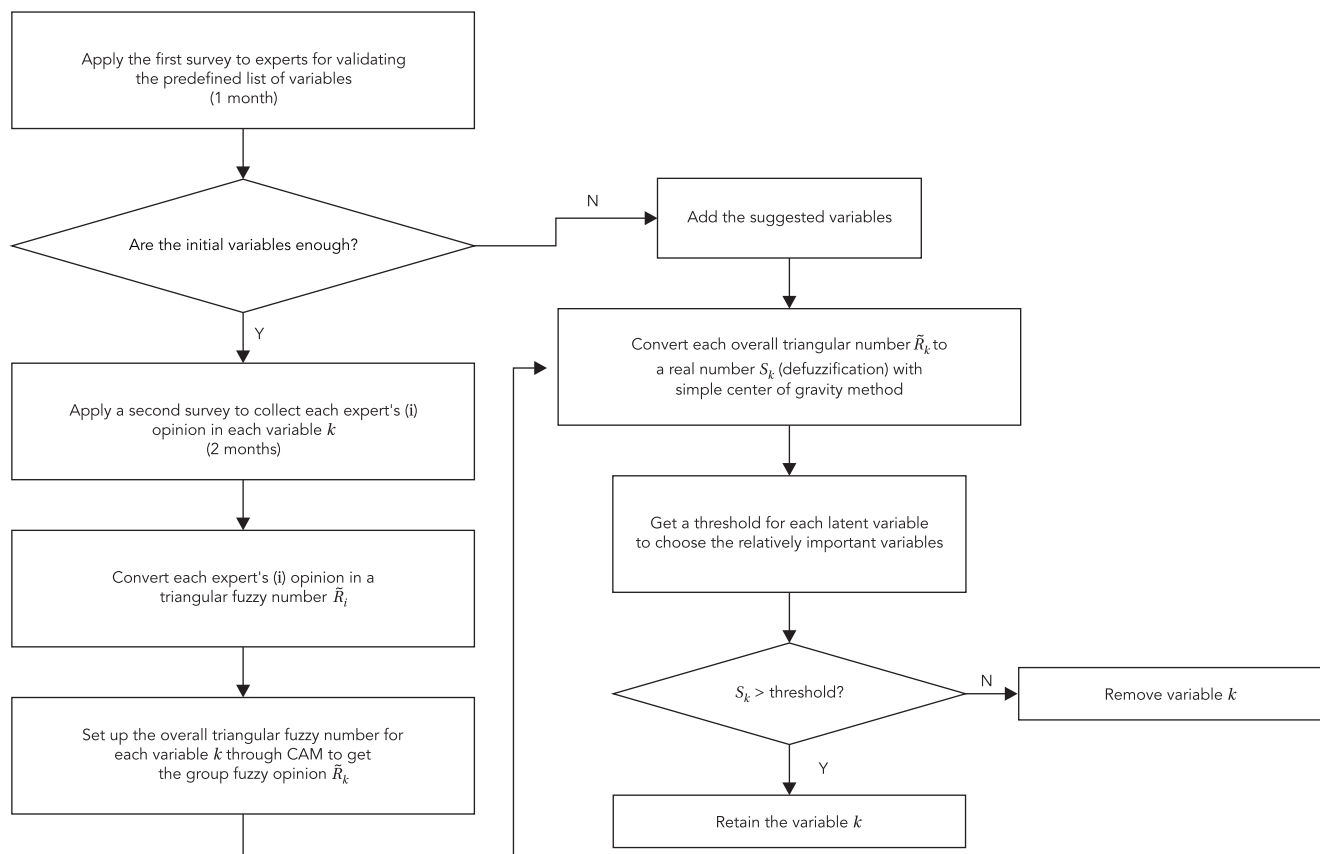 Apply the first survey to experts for validating
the predefined list of variables
(1 month)
Are the initial variables enough?
N
Add the suggested variables
Y
Apply a second survey to collect each expert's (i)
opinion in each variable k
(2 months)
Convert each expert's (i) opinion in a
triangular fuzzy number R̃ᵢ
Set up the overall triangular fuzzy number for
each variable k through CAM to get
the group fuzzy opinion R̃ₖ
Convert each overall triangular number R̃ₖ to
a real number Sₖ (defuzzification) with
simple center of gravity method
Get a threshold for each latent variable
to choose the relatively important variables
Sₖ > threshold?
N
Remove variable k
Y
Retain the variable k